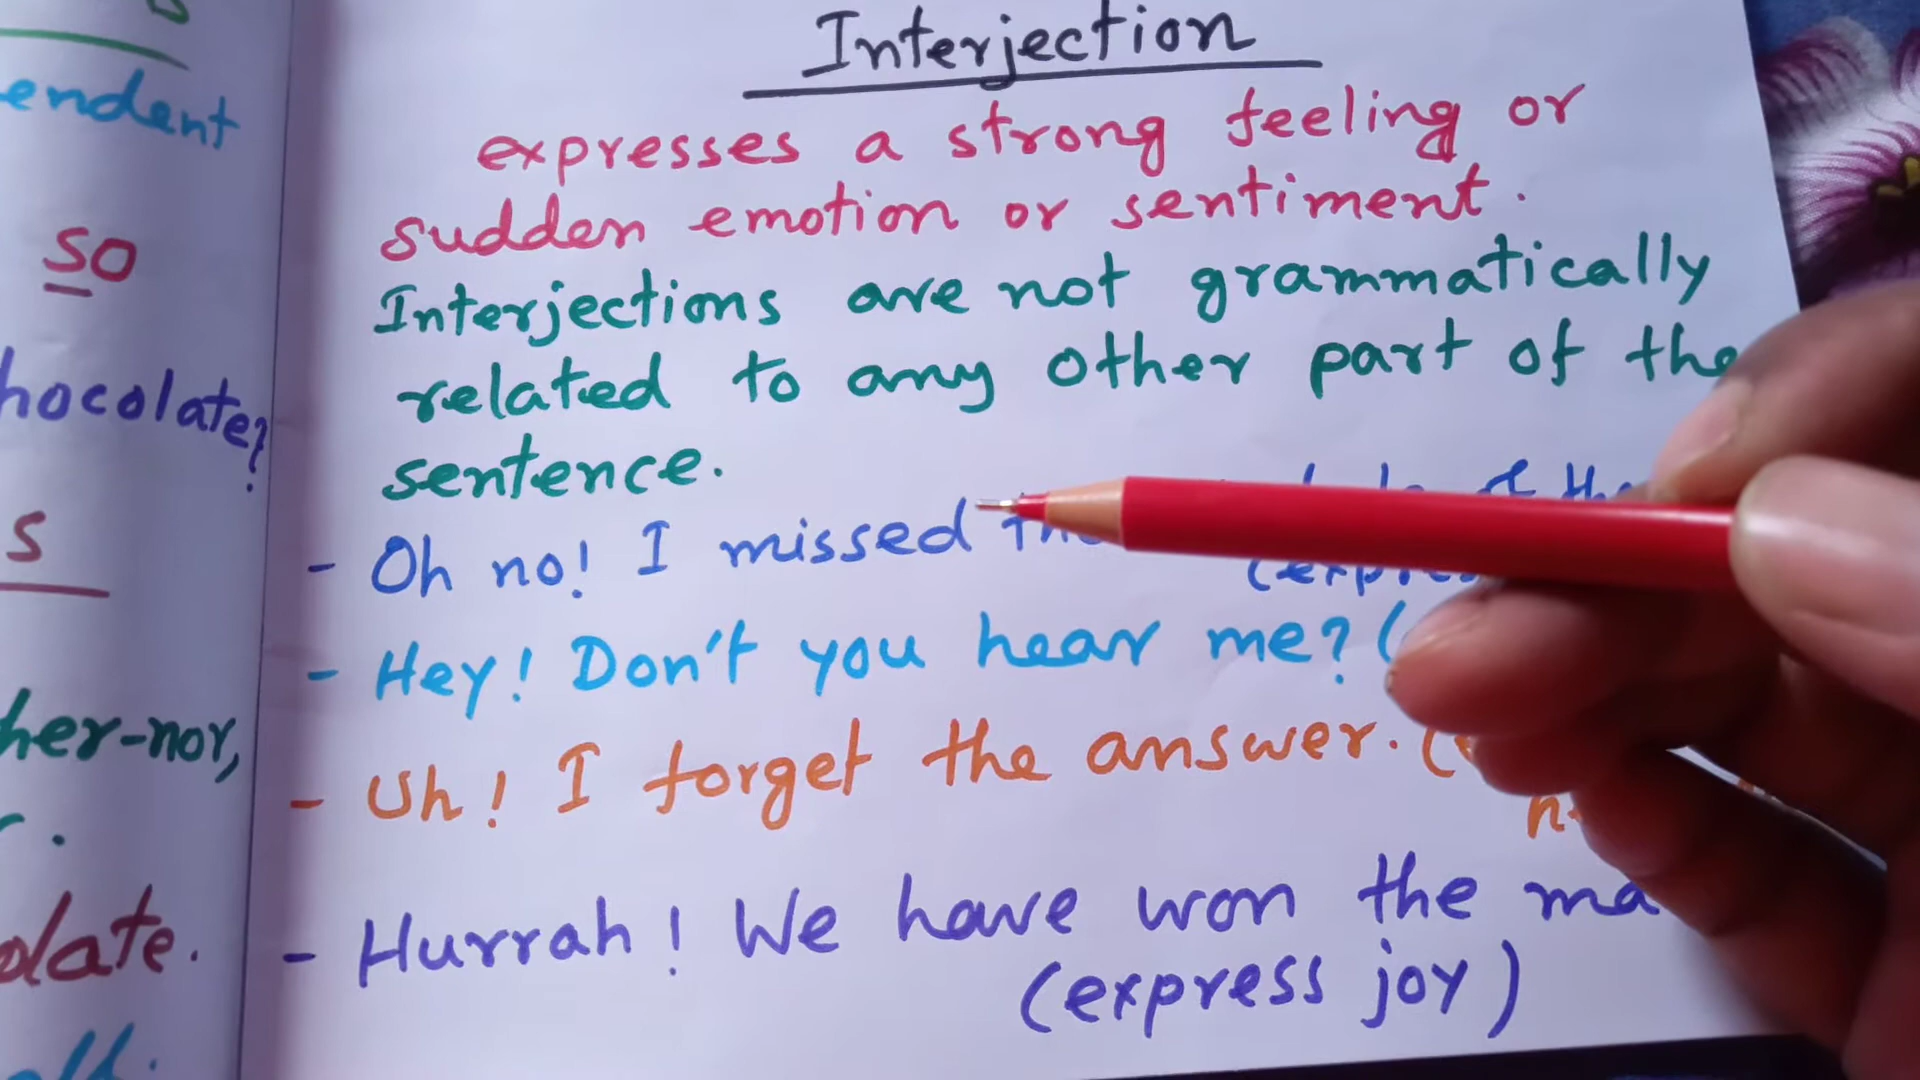 endent
so
hocolate?
s
her-nor,
olate.
Interjection
expresses a strong feeling or
sudden emotion or sentiment.
Interjections are not grammatically
related to any other part of the
sentence.
- Oh no! I missed
- Hey! Don't you hear me? (
- Uh! I forget the answer. (
- Hurrah! We have won the ma
(express joy)